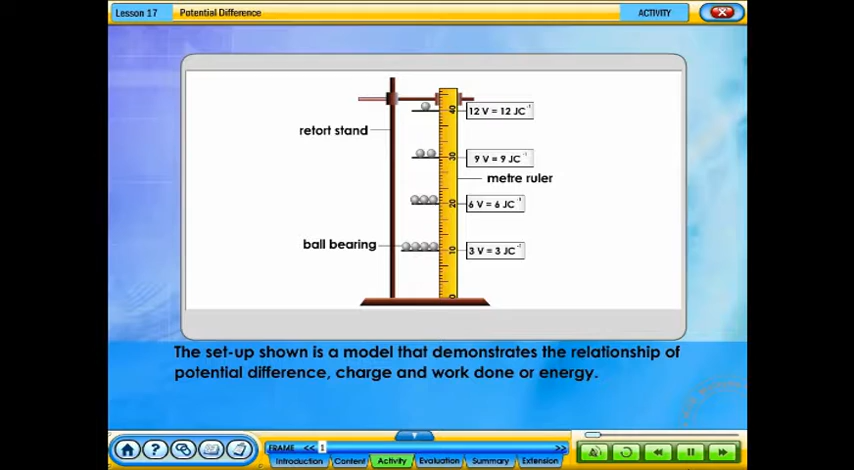 Lesson 17
Potential Difference
ACTIVITY
40
12 V = 12 JC⁻¹
retort stand
30
9 V = 9 JC⁻¹
metre ruler
20
6 V = 6 JC⁻¹
ball bearing
10
3 V = 3 JC⁻¹
0
The set-up shown is a model that demonstrates the relationship of
potential difference, charge and work done or energy.
FRAME << 1 >>
Introduction Content Activity Evaluation Summary Extension